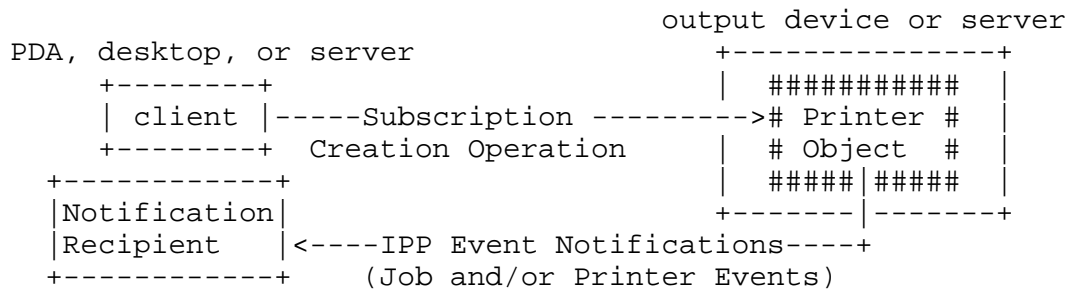 output device or server
PDA, desktop, or server
+---------------+
+--------+ | ########### |
| client |-----Subscription ---------># Printer # |
+--------+ Creation Operation | # Object # |
+------------+ | #####|##### |
|Notification| +-------|-------+
|Recipient |<----IPP Event Notifications----+
+------------+ (Job and/or Printer Events)